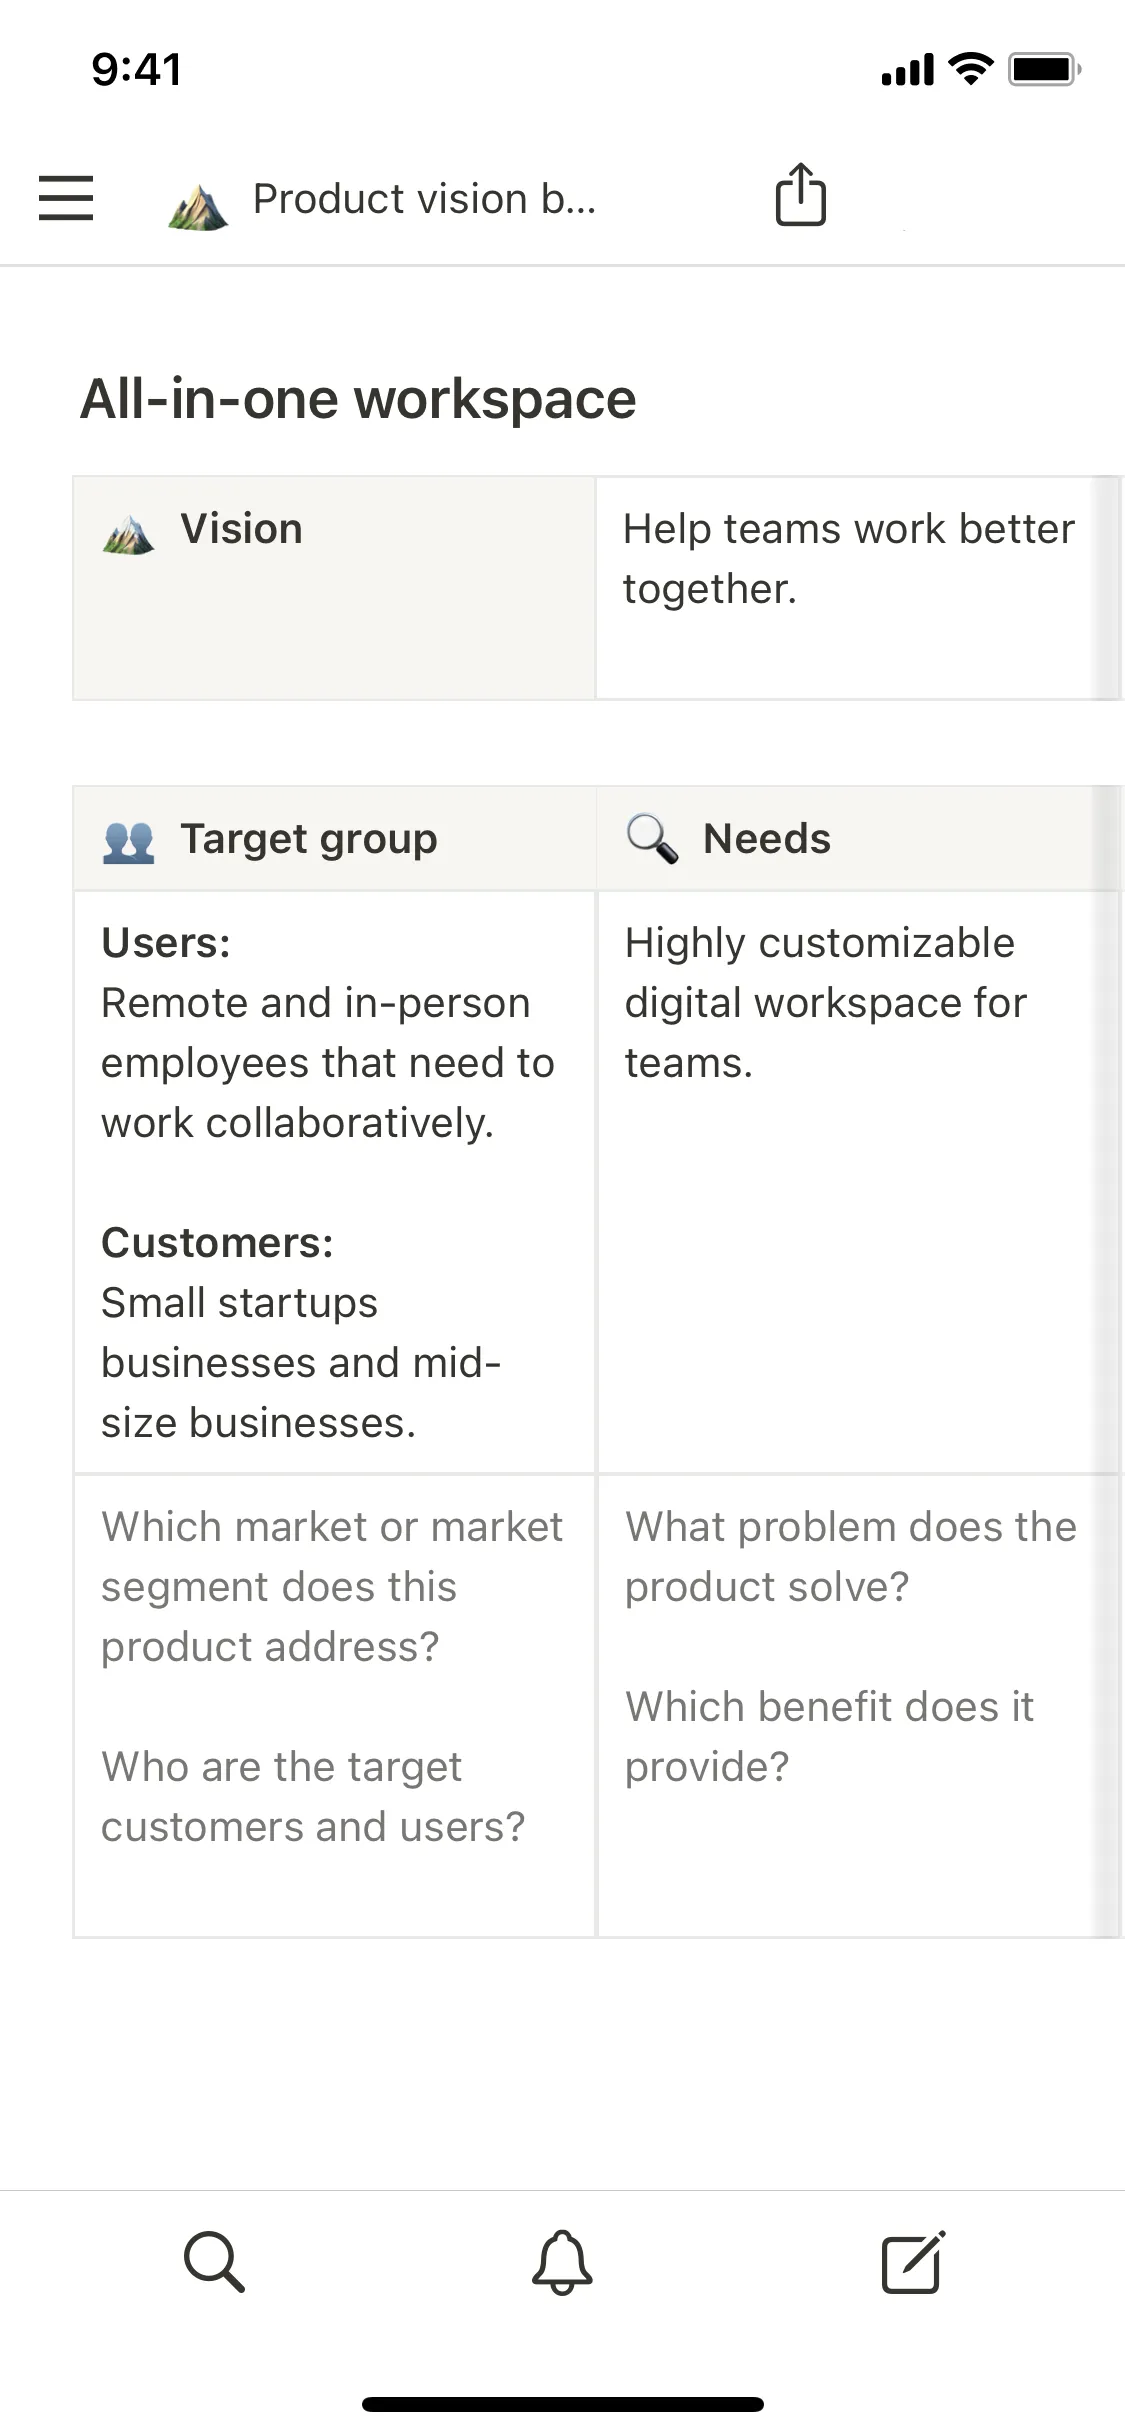 9:41
Product vision b...
All-in-one workspace
Vision
Help teams work better
together.
Target group
Needs
Users:
Remote and in-person
employees that need to
work collaboratively.
Customers:
Small startups
businesses and mid-
size businesses.
Highly customizable
digital workspace for
teams.
Which market or market
segment does this
product address?
Who are the target
customers and users?
What problem does the
product solve?
Which benefit does it
provide?